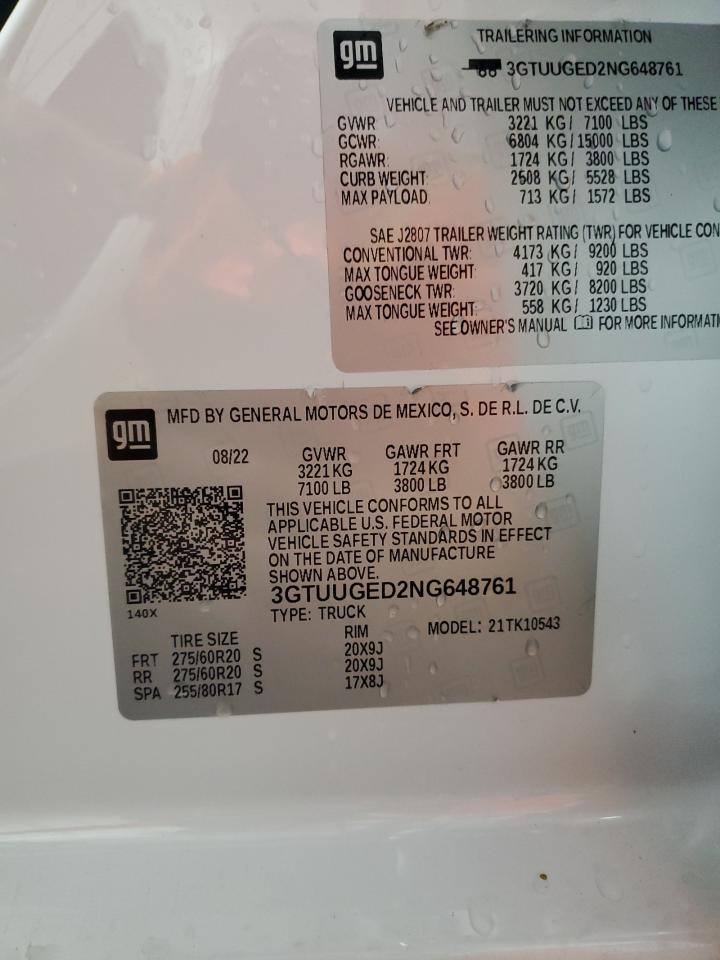 gm
TRAILERING INFORMATION
3GTUUGED2NG648761
VEHICLE AND TRAILER MUST NOT EXCEED ANY OF THESE
GVWR: 3221 KG/ 7100 LBS
GCWR: 6804 KG/15000 LBS
RGAWR: 1724 KG/ 3800 LBS
CURB WEIGHT: 2508 KG/ 5528 LBS
MAX PAYLOAD: 713 KG/ 1572 LBS
SAE J2807 TRAILER WEIGHT RATING (TWR) FOR VEHICLE CON
CONVENTIONAL TWR: 4173 KG/ 9200 LBS
MAX TONGUE WEIGHT: 417 KG/ 920 LBS
GOOSENECK TWR: 3720 KG/ 8200 LBS
MAX TONGUE WEIGHT: 558 KG/ 1230 LBS
SEE OWNER'S MANUAL FOR MORE INFORMATI
gm
MFD BY GENERAL MOTORS DE MEXICO, S. DE R.L. DE C.V.
08/22 GVWR GAWR FRT GAWR RR
3221 KG 1724 KG 1724 KG
7100 LB 3800 LB 3800 LB
THIS VEHICLE CONFORMS TO ALL
APPLICABLE U.S. FEDERAL MOTOR
VEHICLE SAFETY STANDARDS IN EFFECT
ON THE DATE OF MANUFACTURE
SHOWN ABOVE.
3GTUUGED2NG648761
140X
TYPE: TRUCK
MODEL: 21TK10543
TIRE SIZE RIM
FRT 275/60R20 S 20X9J
RR 275/60R20 S 20X9J
SPA 255/80R17 S 17X8J